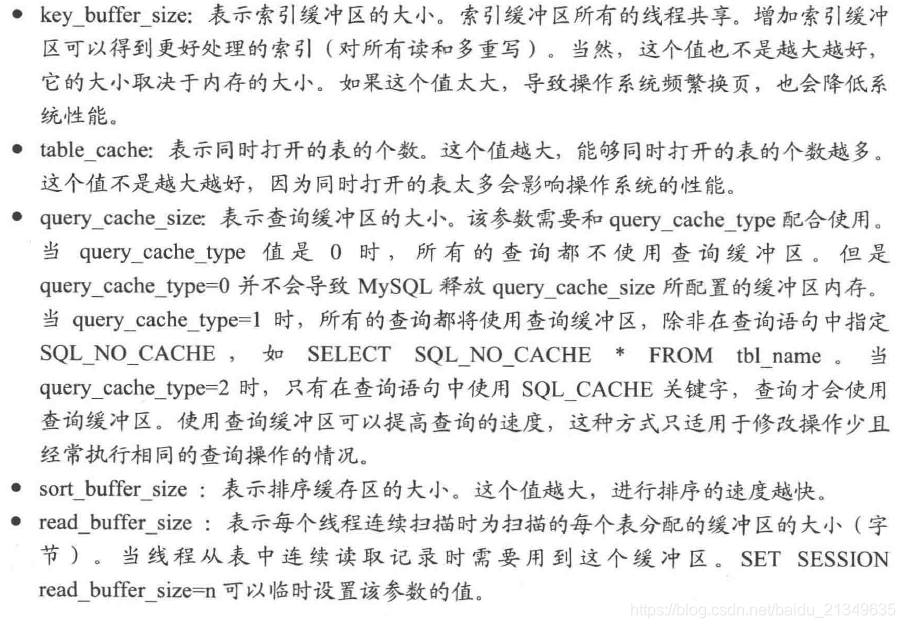 • key_buffer_size: 表示索引缓冲区的大小。索引缓冲区所有的线程共享。增加索引缓冲
区可以得到更好处理的索引（对所有读和多重写）。当然，这个值也不是越大越好，
它的大小取决于内存的大小。如果这个值太大，导致操作系统频繁换页，也会降低系
统性能。
• table_cache: 表示同时打开的表的个数。这个值越大，能够同时打开的表的个数越多。
这个值不是越大越好，因为同时打开的表太多会影响操作系统的性能。
• query_cache_size: 表示查询缓冲区的大小。该参数需要和 query_cache_type 配合使用。
当 query_cache_type 值是 0 时，所有的查询都不使用查询缓冲区。但是
query_cache_type=0 并不会导致 MySQL 释放 query_cache_size 所配置的缓冲区内存。
当 query_cache_type=1 时，所有的查询都将使用查询缓冲区，除非在查询语句中指定
SQL_NO_CACHE，如 SELECT SQL_NO_CACHE * FROM tbl_name。当
query_cache_type=2 时，只有在查询语句中使用 SQL_CACHE 关键字，查询才会使用
查询缓冲区。使用查询缓冲区可以提高查询的速度，这种方式只适用于修改操作少且
经常执行相同的查询操作的情况。
• sort_buffer_size：表示排序缓存区的大小。这个值越大，进行排序的速度越快。
• read_buffer_size：表示每个线程连续扫描时为扫描的每个表分配的缓冲区的大小（字
节）。当线程从表中连续读取记录时需要用到这个缓冲区。SET SESSION
read_buffer_size=n 可以临时设置该参数的值。
https://blog.csdn.net/baidu_21349635